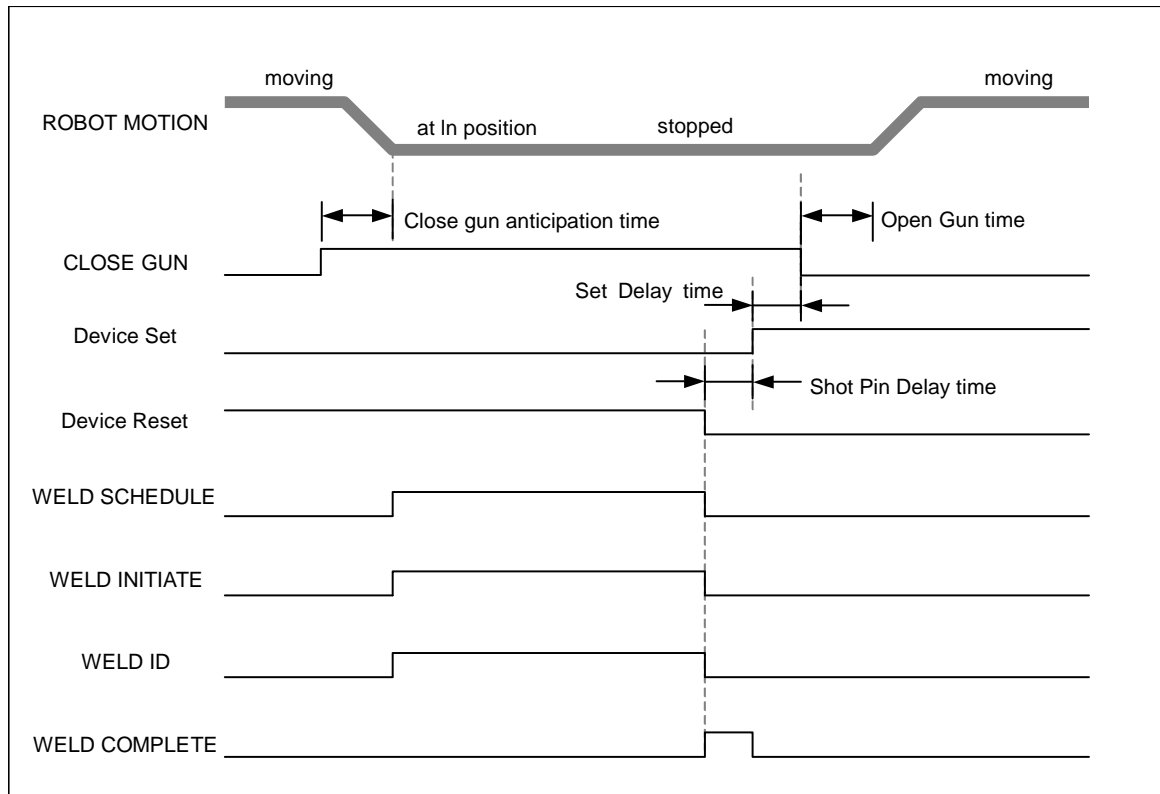 moving
moving
ROBOT MOTION
at In position
stopped
Close gun anticipation time
Open Gun time
CLOSE GUN
Set Delay time
Device Set
Shot Pin Delay time
Device Reset
WELD SCHEDULE
WELD INITIATE
WELD ID
WELD COMPLETE